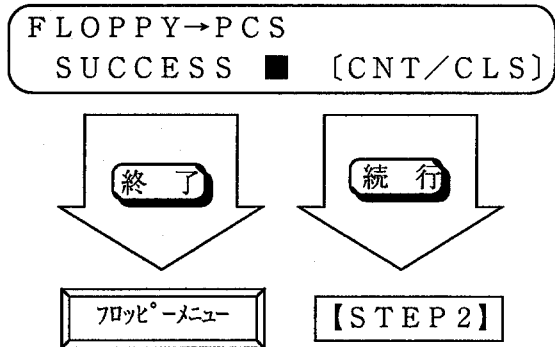 FLOPPY→PCS
SUCCESS ■ 〔CNT／CLS〕
終 了
続 行
ﾌﾛｯﾋﾟｰﾒﾆｭｰ
【STEP2】